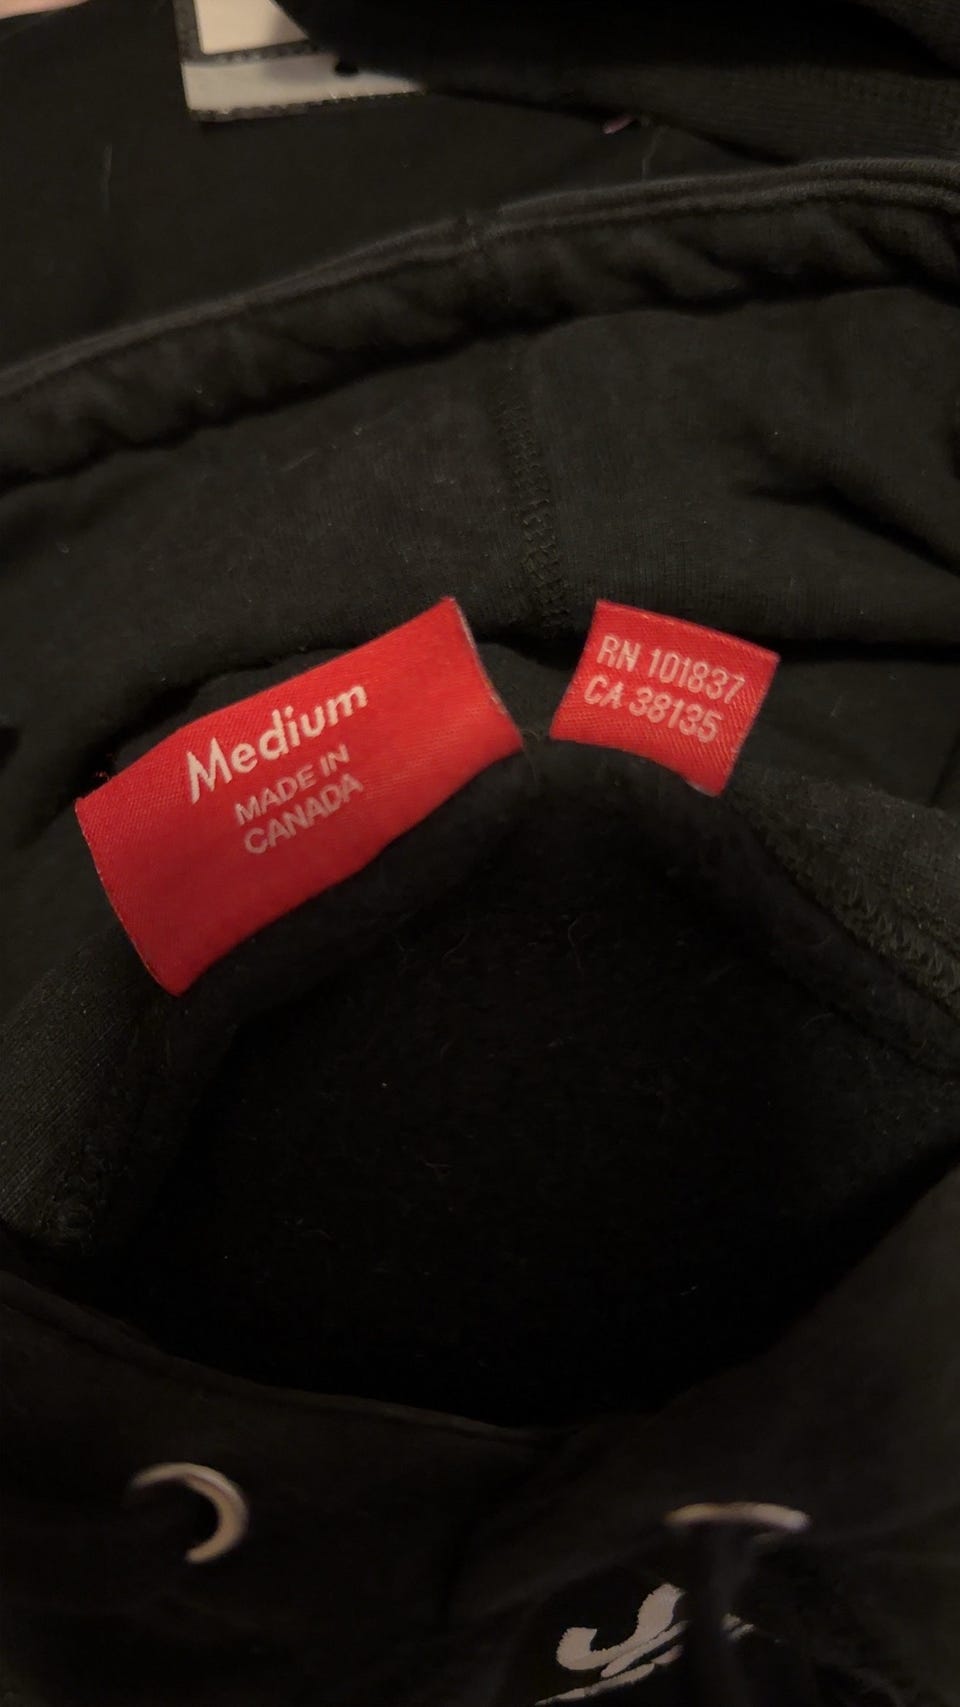 Medium
MADE IN
CANADA
RN 101837
CA 38135